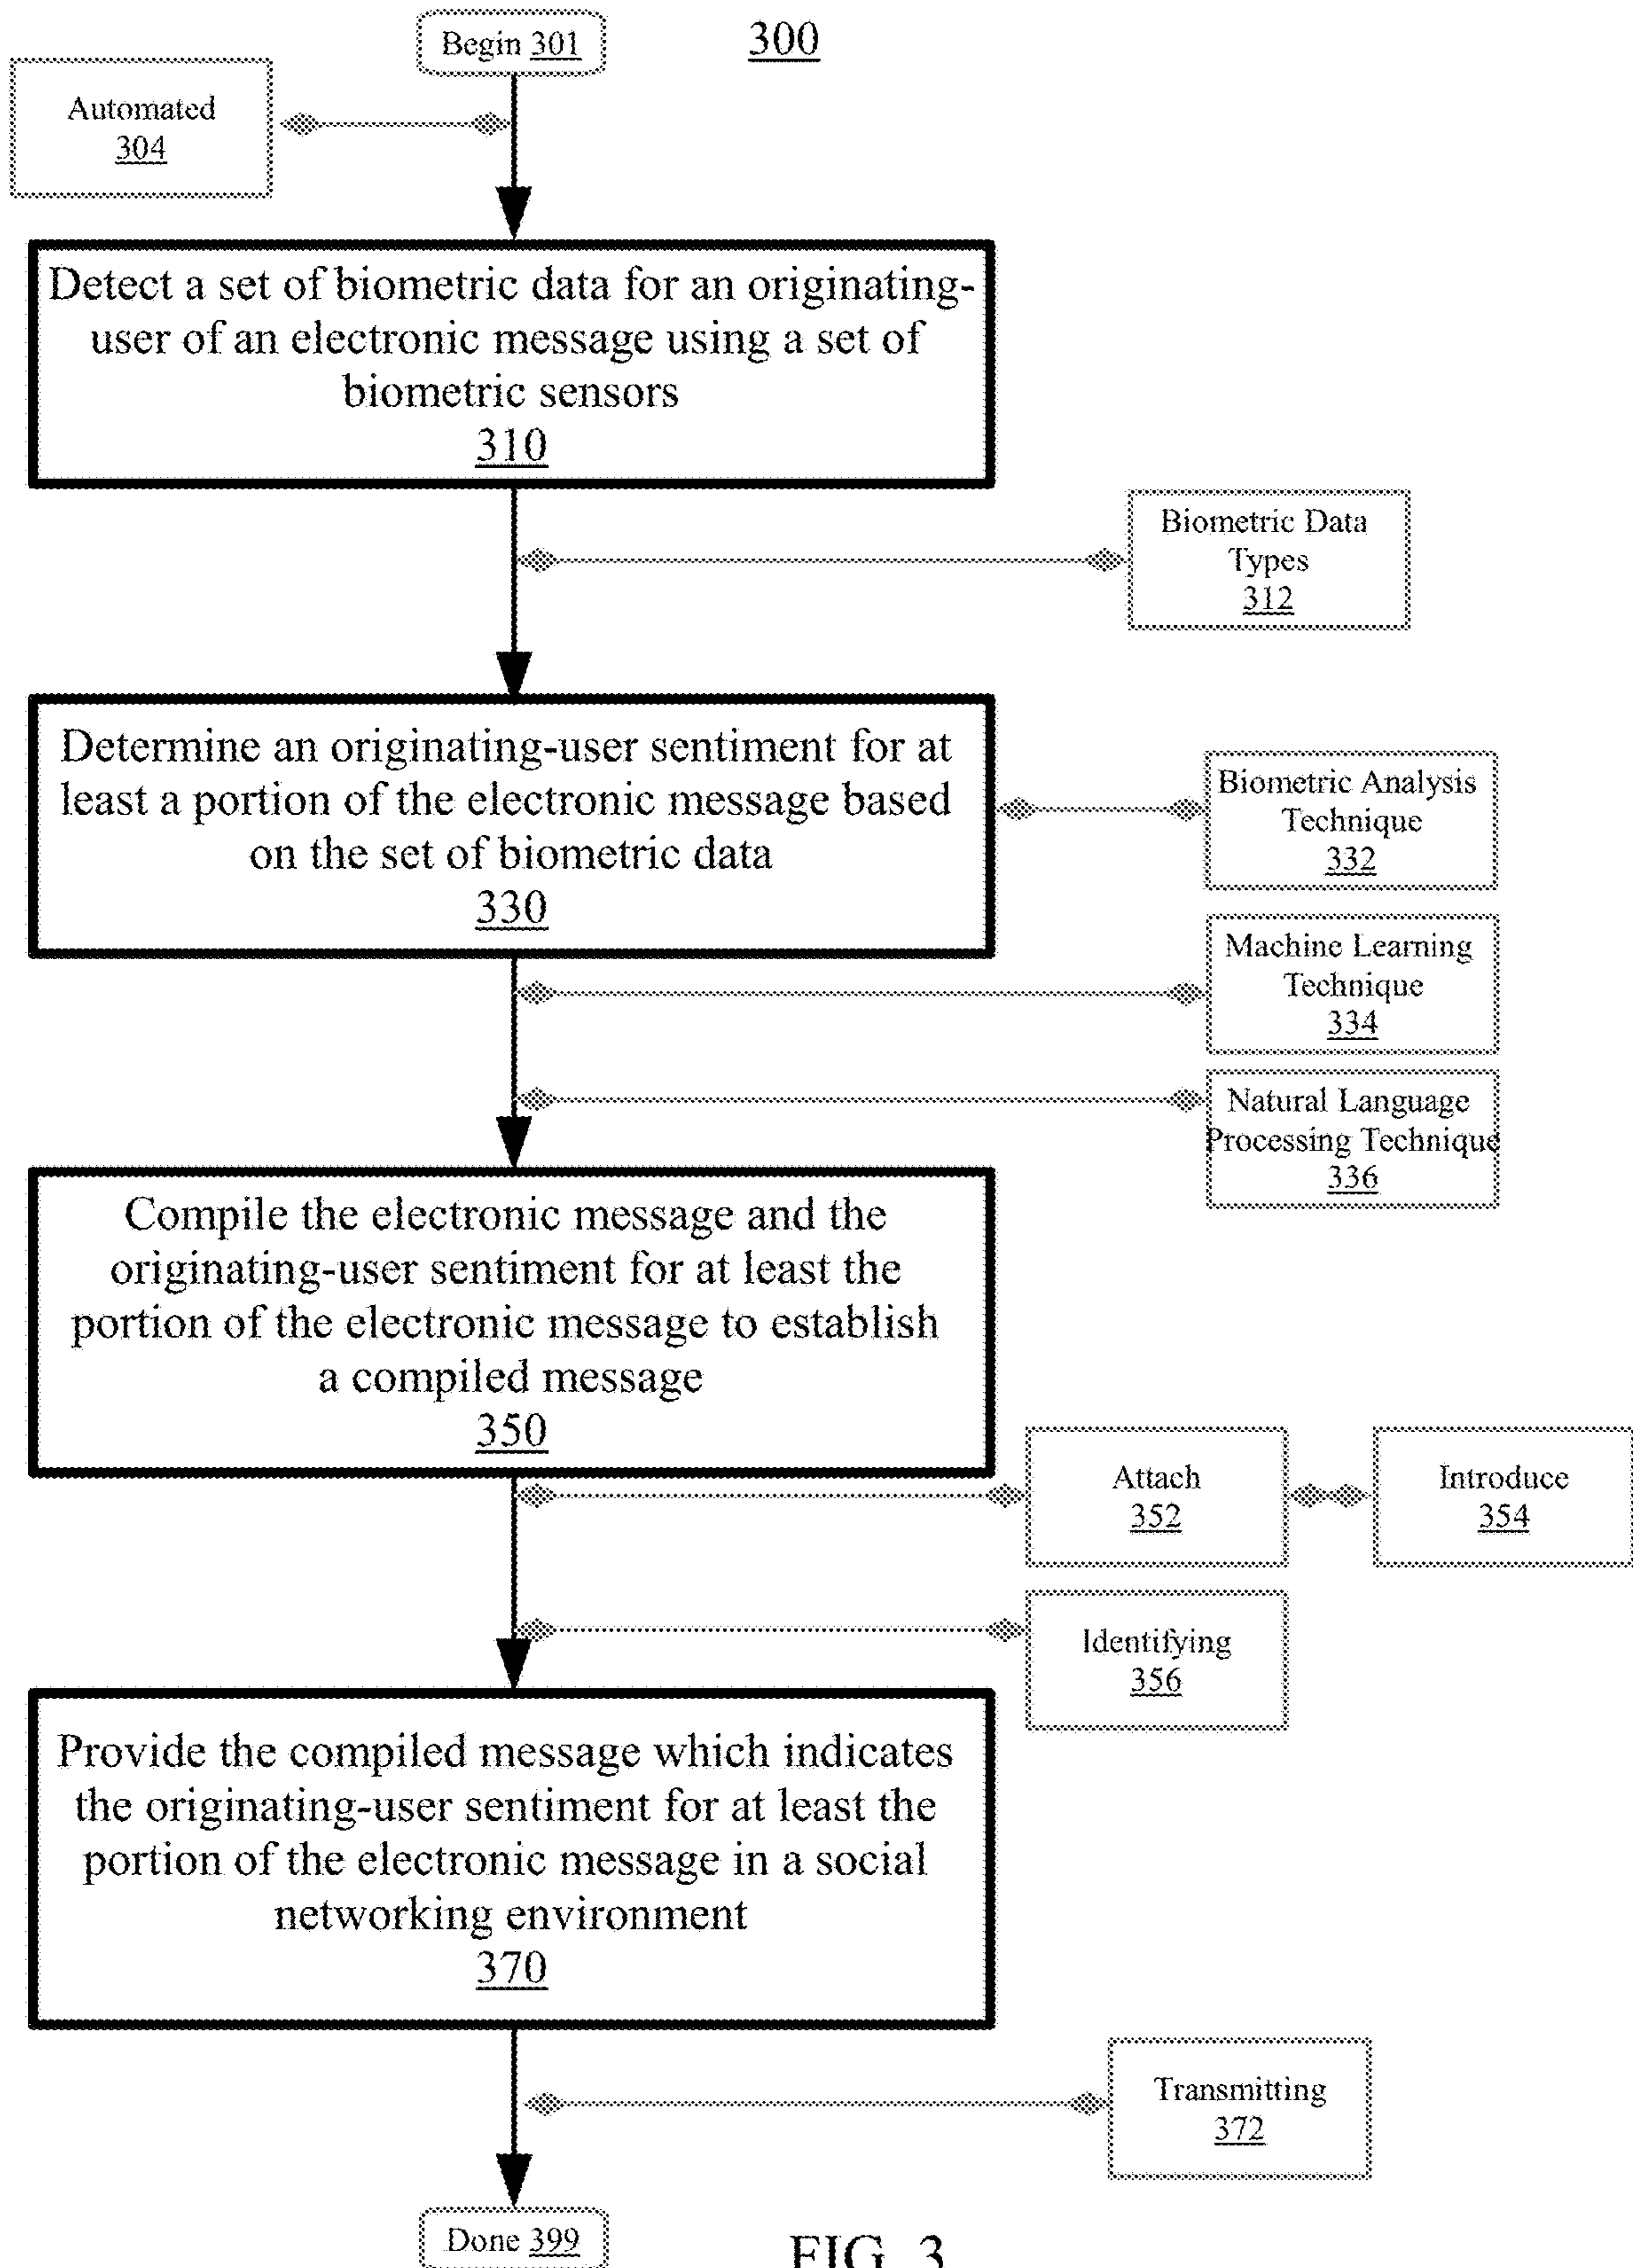 Begin 301
300
Automated
304
Detect a set of biometric data for an originating-
user of an electronic message using a set of
biometric sensors
310
Biometric Data
Types
312
Determine an originating-user sentiment for at
least a portion of the electronic message based
on the set of biometric data
330
Biometric Analysis
Technique
332
Machine Learning
Technique
334
Natural Language
Processing Technique
336
Compile the electronic message and the
originating-user sentiment for at least the
portion of the electronic message to establish
a compiled message
350
Attach
352
Introduce
354
Identifying
356
Provide the compiled message which indicates
the originating-user sentiment for at least the
portion of the electronic message in a social
networking environment
370
Transmitting
372
Done 399
FIG. 3